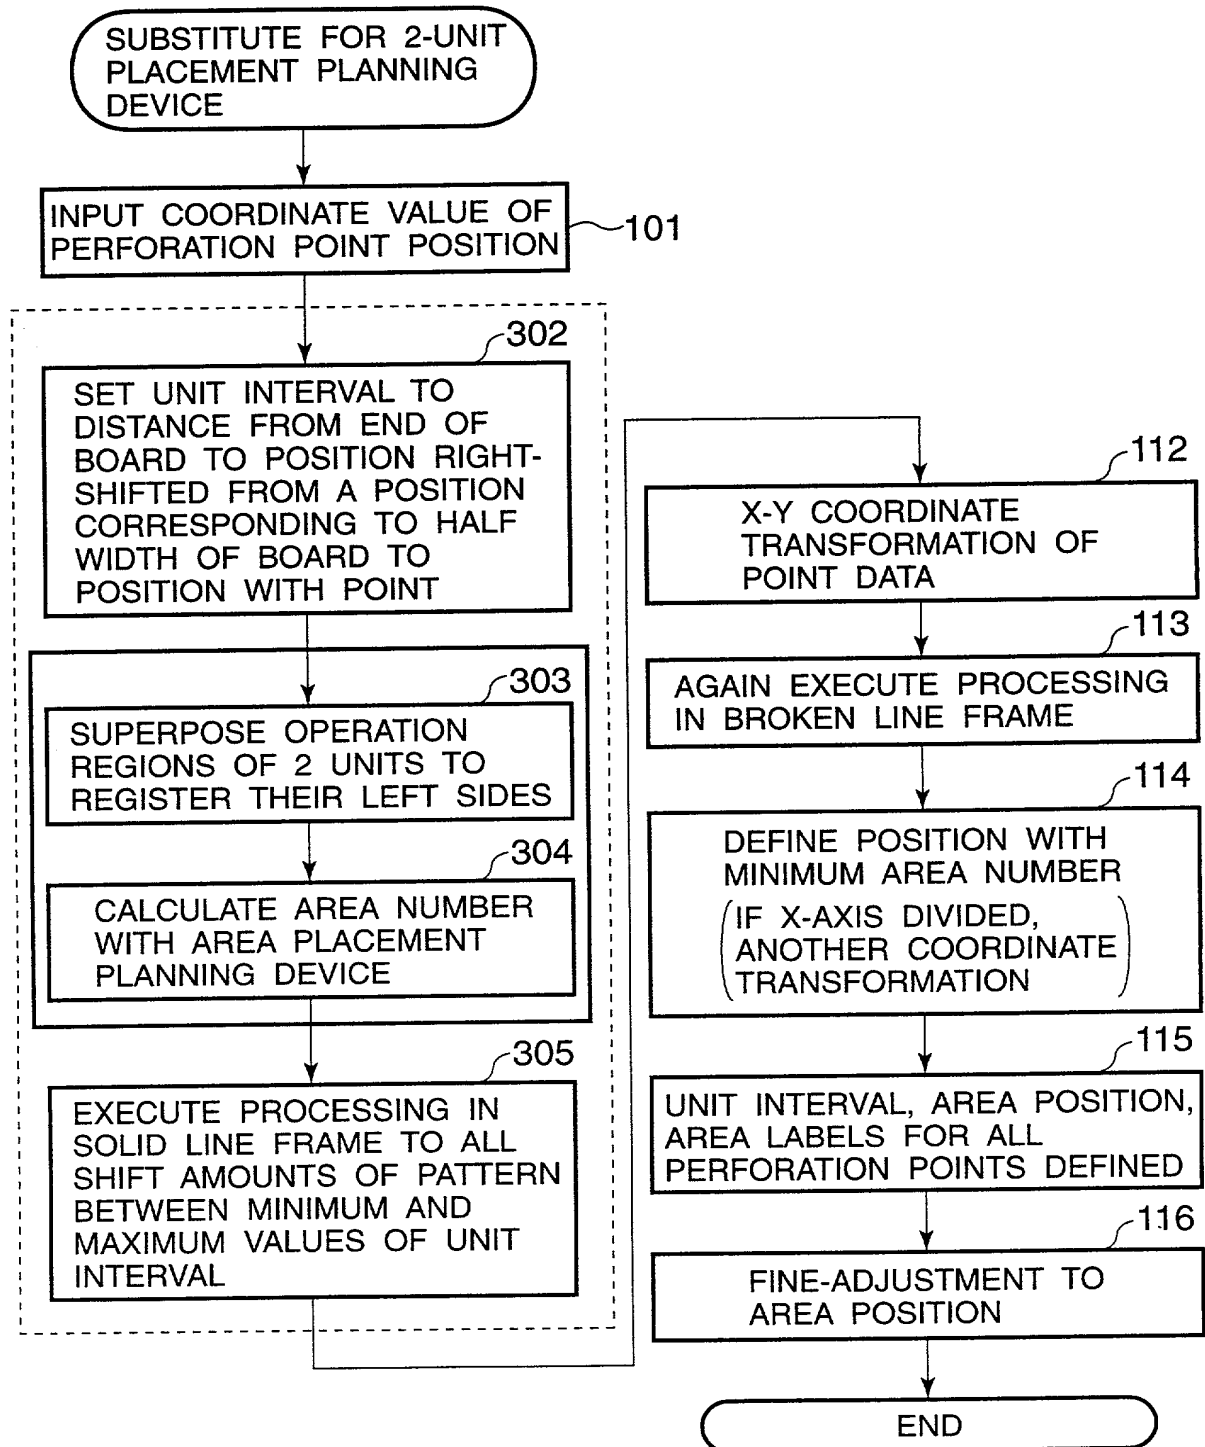 SUBSTITUTE FOR 2-UNIT
PLACEMENT PLANNING
DEVICE
INPUT COORDINATE VALUE OF
PERFORATION POINT POSITION
101
302
SET UNIT INTERVAL TO
DISTANCE FROM END OF
BOARD TO POSITION RIGHT-
SHIFTED FROM A POSITION
CORRESPONDING TO HALF
WIDTH OF BOARD TO
POSITION WITH POINT
303
SUPERPOSE OPERATION
REGIONS OF 2 UNITS TO
REGISTER THEIR LEFT SIDES
304
CALCULATE AREA NUMBER
WITH AREA PLACEMENT
PLANNING DEVICE
305
EXECUTE PROCESSING IN
SOLID LINE FRAME TO ALL
SHIFT AMOUNTS OF PATTERN
BETWEEN MINIMUM AND
MAXIMUM VALUES OF UNIT
INTERVAL
112
X-Y COORDINATE
TRANSFORMATION OF
POINT DATA
113
AGAIN EXECUTE PROCESSING
IN BROKEN LINE FRAME
114
DEFINE POSITION WITH
MINIMUM AREA NUMBER
(IF X-AXIS DIVIDED,
ANOTHER COORDINATE
TRANSFORMATION)
115
UNIT INTERVAL, AREA POSITION,
AREA LABELS FOR ALL
PERFORATION POINTS DEFINED
116
FINE-ADJUSTMENT TO
AREA POSITION
END